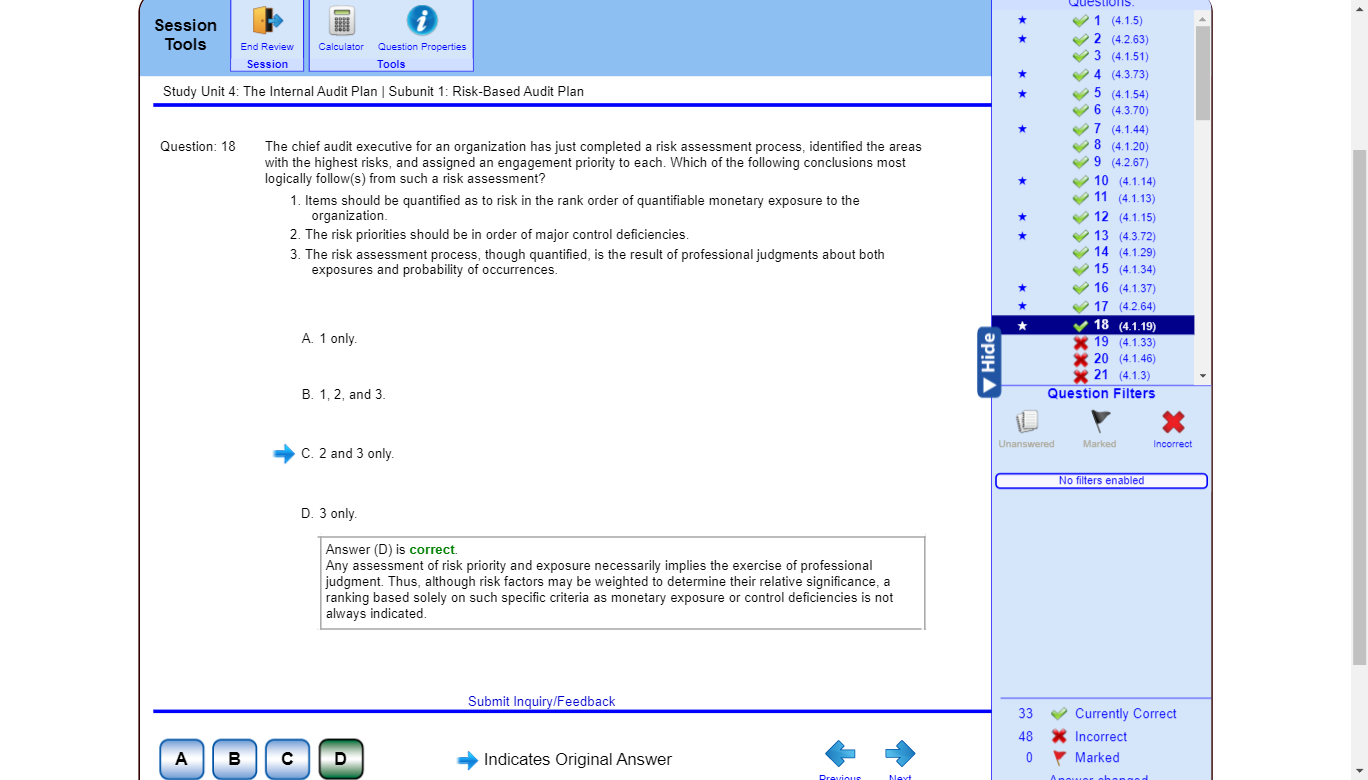 Session
Tools
End Review
Session
Calculator
Question Properties
Tools
Study Unit 4: The Internal Audit Plan | Subunit 1: Risk-Based Audit Plan
Question: 18
The chief audit executive for an organization has just completed a risk assessment process, identified the areas
with the highest risks, and assigned an engagement priority to each. Which of the following conclusions most
logically follow(s) from such a risk assessment?
1. Items should be quantified as to risk in the rank order of quantifiable monetary exposure to the
organization.
2. The risk priorities should be in order of major control deficiencies.
3. The risk assessment process, though quantified, is the result of professional judgments about both
exposures and probability of occurrences.
A. 1 only.
B. 1, 2, and 3.
C. 2 and 3 only.
D. 3 only.
Answer (D) is correct.
Any assessment of risk priority and exposure necessarily implies the exercise of professional
judgment. Thus, although risk factors may be weighted to determine their relative significance, a
ranking based solely on such specific criteria as monetary exposure or control deficiencies is not
always indicated.
Submit Inquiry/Feedback
A B C D
Indicates Original Answer
Previous
Next
Questions:
1 (4.1.5)
2 (4.2.63)
3 (4.1.51)
4 (4.3.73)
5 (4.1.54)
6 (4.3.70)
7 (4.1.44)
8 (4.1.20)
9 (4.2.67)
10 (4.1.14)
11 (4.1.13)
12 (4.1.15)
13 (4.3.72)
14 (4.1.29)
15 (4.1.34)
16 (4.1.37)
17 (4.2.64)
18 (4.1.19)
19 (4.1.33)
20 (4.1.46)
21 (4.1.3)
Hide
Question Filters
Unanswered
Marked
Incorrect
No filters enabled
33 Currently Correct
48 Incorrect
0 Marked
Answer changed